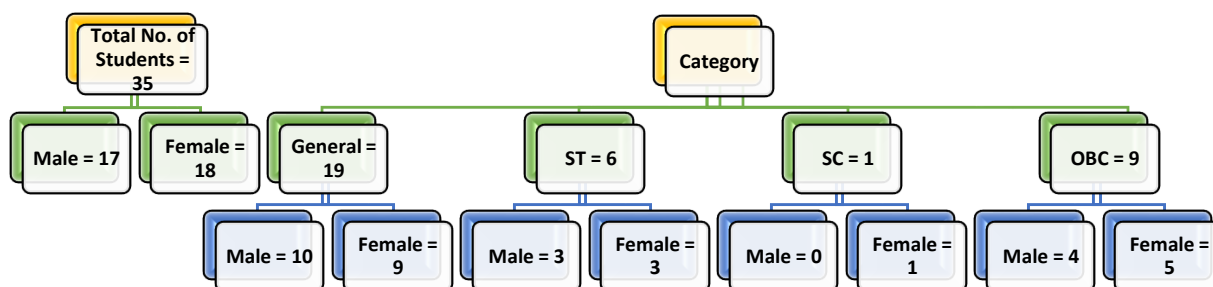 Total No. of
Students =
35
Category
Male = 17
Female =
18
General =
19
ST = 6
SC = 1
OBC = 9
Male = 10
Female =
9
Male = 3
Female =
3
Male = 0
Female =
1
Male = 4
Female =
5